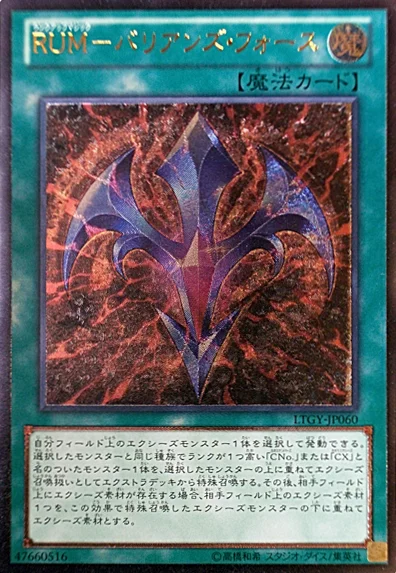 RUM－バリアンズ・フォース
魔
【魔法カード】
LTGY-JP060
自分フィールド上のエクシーズモンスター１体を選択して発動できる。
選択したモンスターと同じ種族でランクが１つ高い「CNo.」または「CX」と
名のついたモンスター１体を、選択したモンスターの上に重ねてエクシーズ
召喚扱いとしてエクストラデッキから特殊召喚する。その後、相手フィールド
上にエクシーズ素材が存在する場合、相手フィールド上のエクシーズ素材
１つを、この効果で特殊召喚したエクシーズモンスターの下に重ねて
エクシーズ素材とする。
47660516
©高橋和希 スタジオ・ダイス/集英社